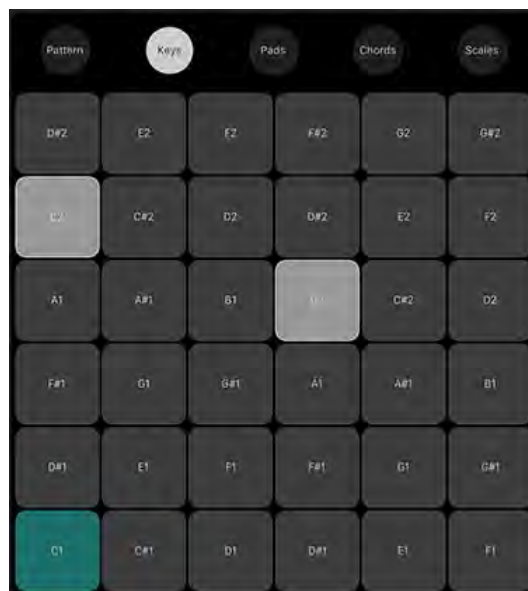 Pattern Keys Pads Chords Scales
D#2 E2 F2 F#2 G2 G#2
C2 C#2 D2 D#2 E2 F2
A1 A#1 B1 C#2 D2
F#1 G1 G#1 A1 A#1 B1
D#1 E1 F1 F#1 G1 G#1
C1 C#1 D1 D#1 E1 F1